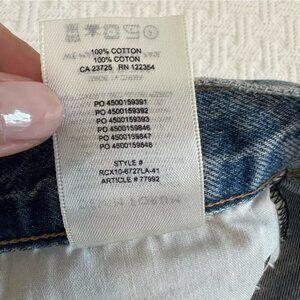 100% COTTON
100% COTON
CA 23725 RN 122354
PO 4500159391
PO 4500159392
PO 4500159393
PO 4500159846
PO 4500159847
PO 4500159848
STYLE #
RCX10-6727LA-41
ARTICLE # 77992